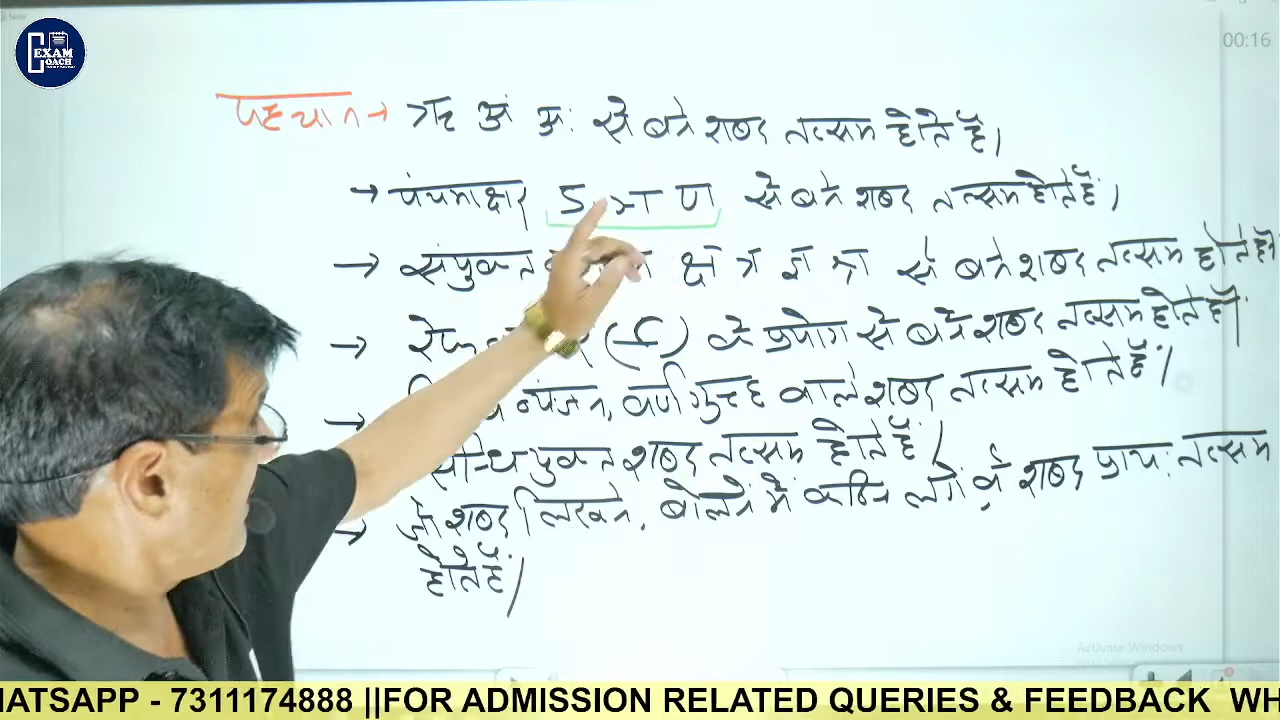 EXAM COACH
00:16
पहचान→ ऋ अं अः से बने शब्द तत्सम होते हैं।
→ पंचमाक्षर ङ ञ ण से बने शब्द तत्सम होते हैं।
→ संयुक्त क्ष त्र ज्ञ श्र से बने शब्द तत्सम होते हैं
→ के प्रयोग से बने शब्द तत्सम होते हैं।
→ व्यंजन, वर्ण गुच्छ वाले शब्द तत्सम होते हैं।
सन्धि युक्त शब्द तत्सम होते हैं।
→ जो शब्द लिखने, बोलने में कठिन लगे, वे शब्द प्रायः तत्सम
होते हैं।
Activate Windows
HATSAPP - 7311174888 ||FOR ADMISSION RELATED QUERIES & FEEDBACK WH